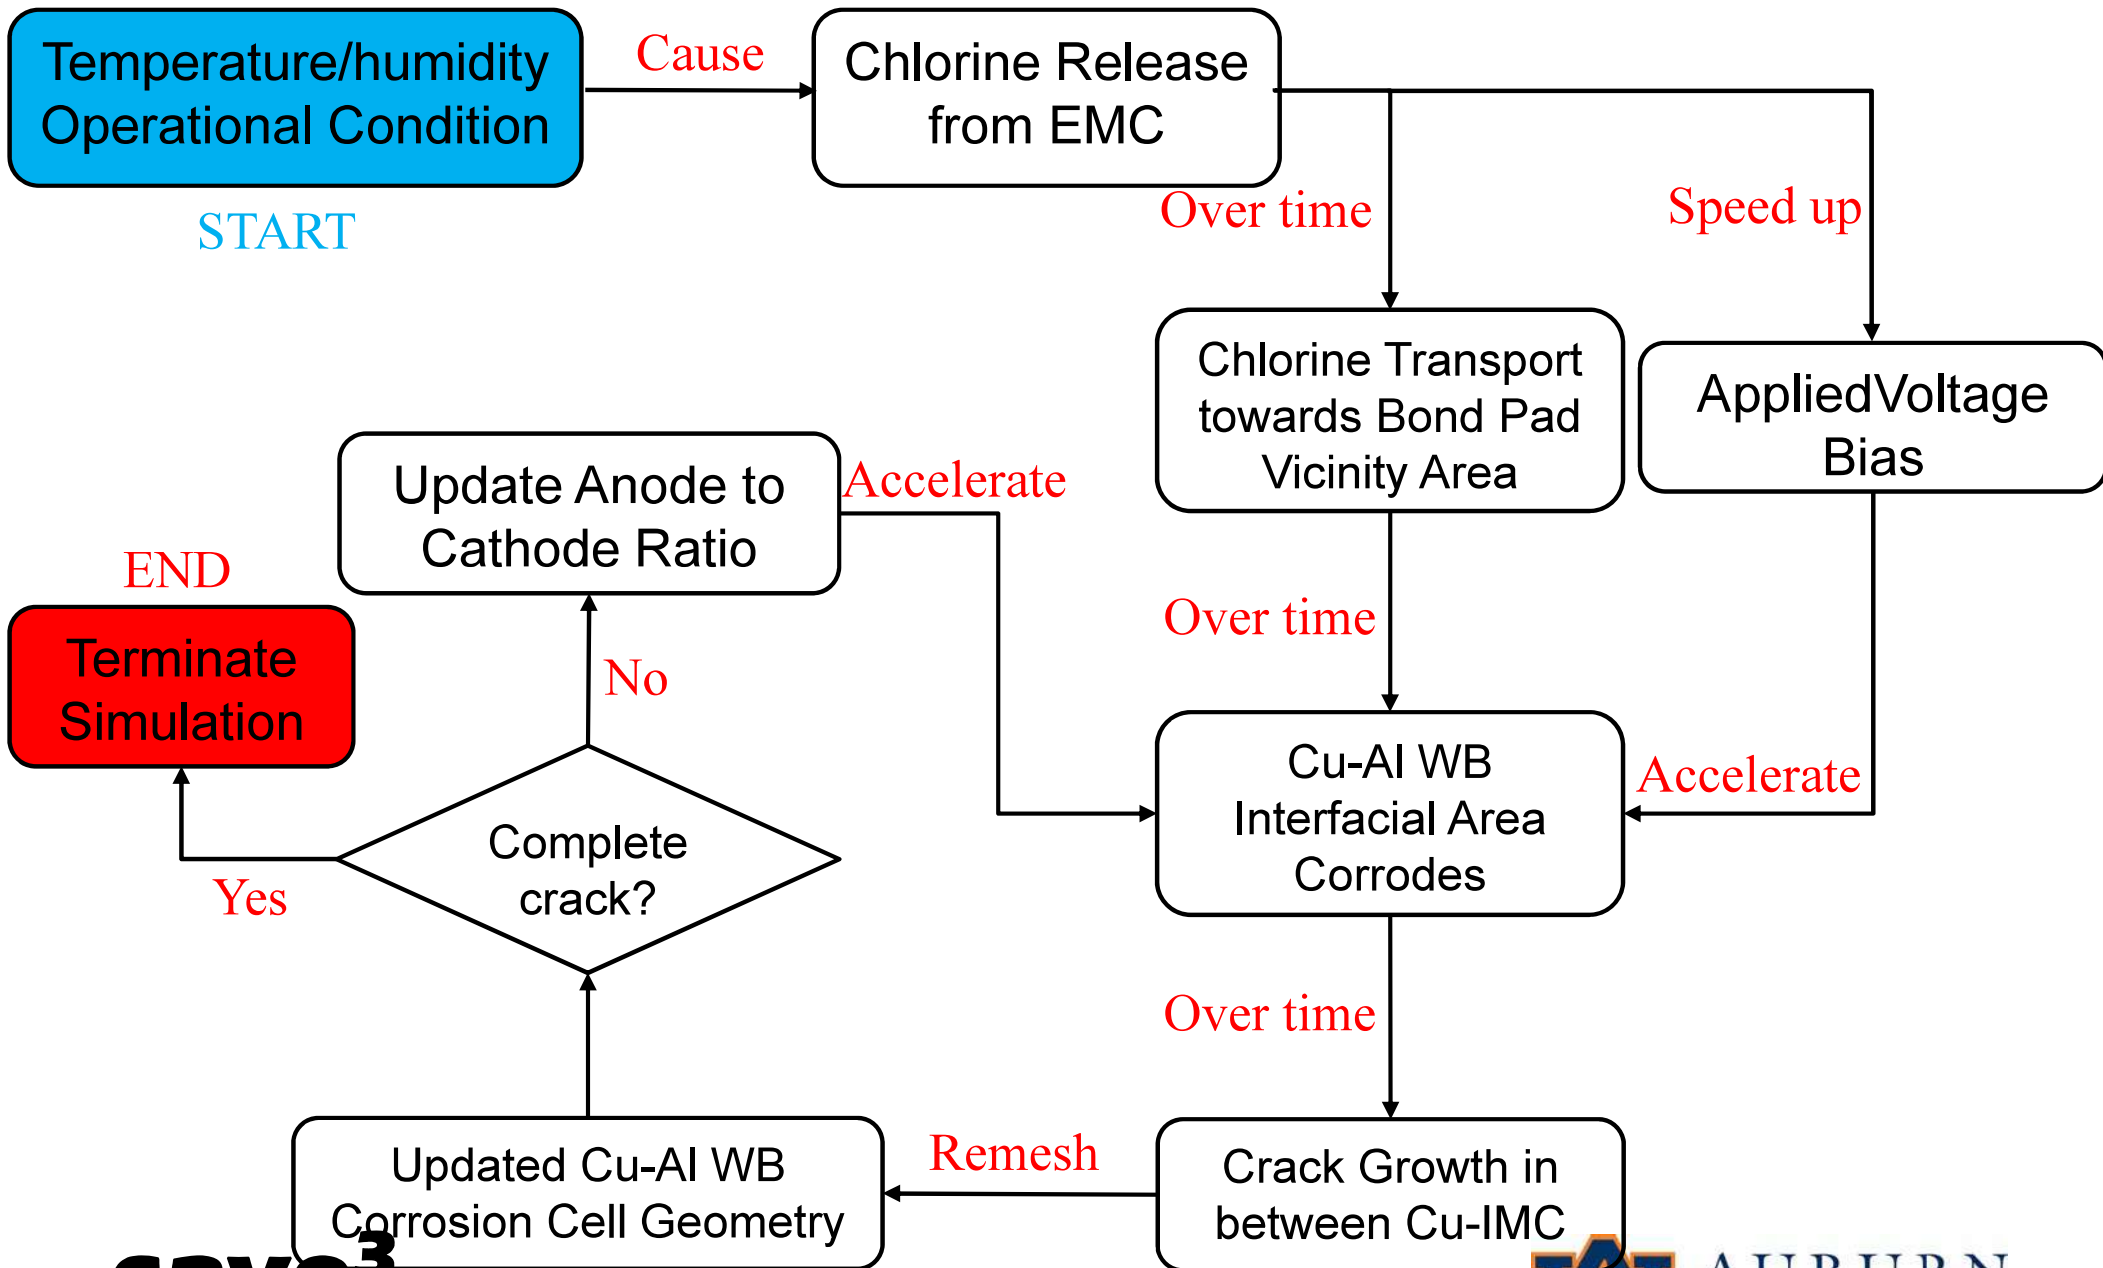 Temperature/humidity
Operational Condition
START
Cause
Chlorine Release
from EMC
Over time
Speed up
Chlorine Transport
towards Bond Pad
Vicinity Area
AppliedVoltage
Bias
Update Anode to
Cathode Ratio
Accelerate
END
Terminate
Simulation
No
Over time
Complete
crack?
Yes
Cu-Al WB
Interfacial Area
Corrodes
Accelerate
Over time
Updated Cu-Al WB
Corrosion Cell Geometry
Remesh
Crack Growth in
between Cu-IMC
cave3
AUBURN